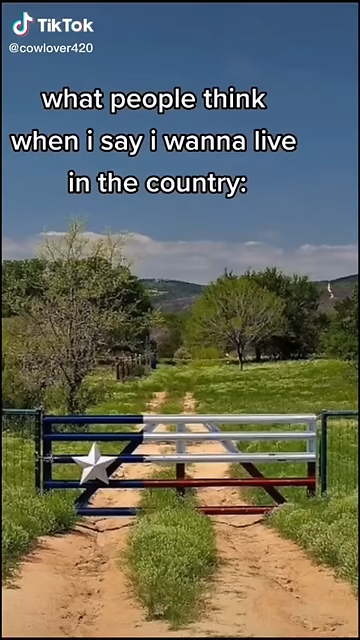 TikTok
@cowlover420
what people think
when i say i wanna live
in the country: